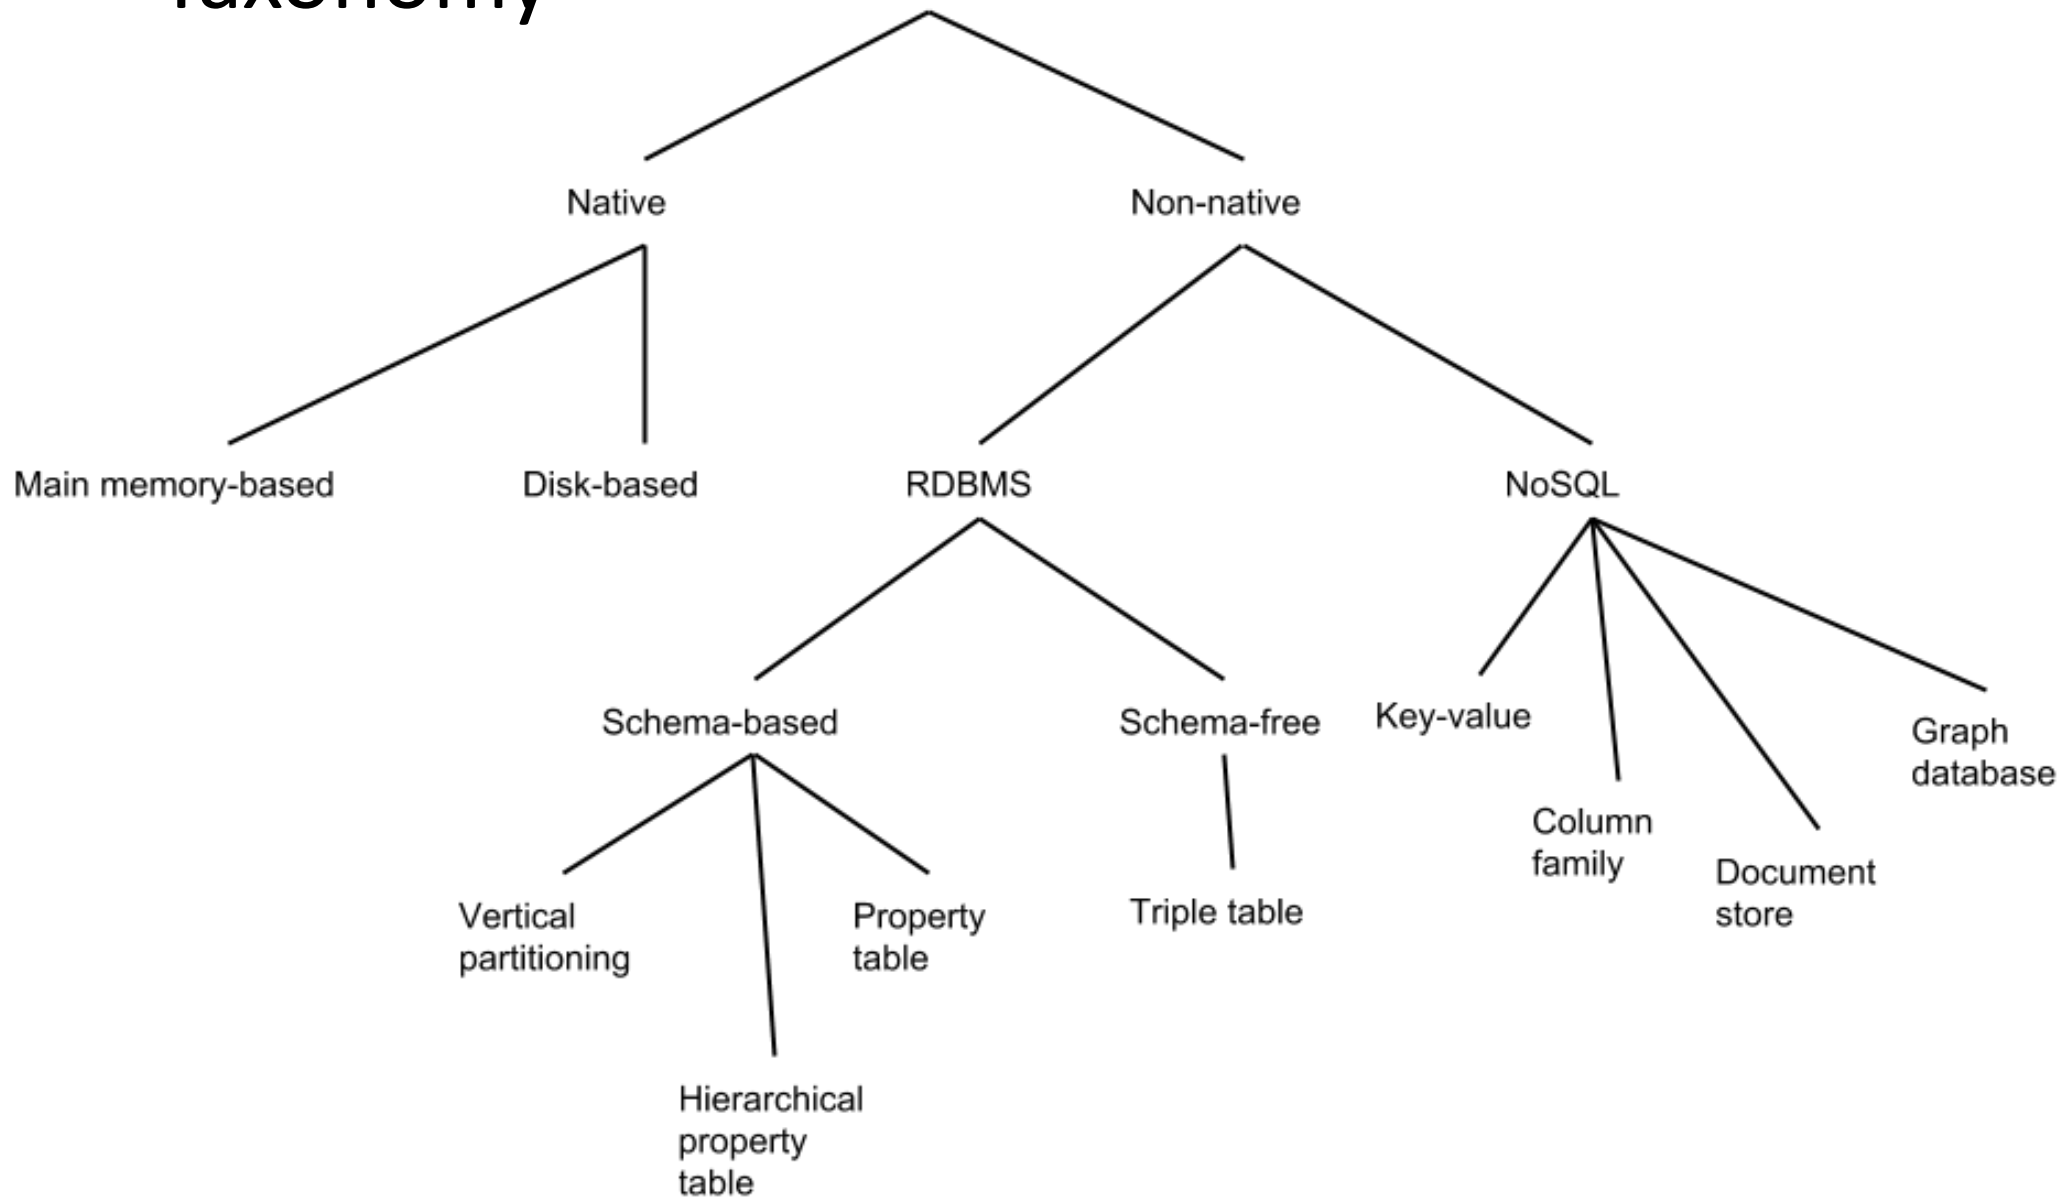 Taxonomy
Native
Non-native
Main memory-based
Disk-based
RDBMS
NoSQL
Schema-based
Schema-free
Key-value
Graph
database
Column
family
Document
store
Vertical
partitioning
Property
table
Triple table
Hierarchical
property
table